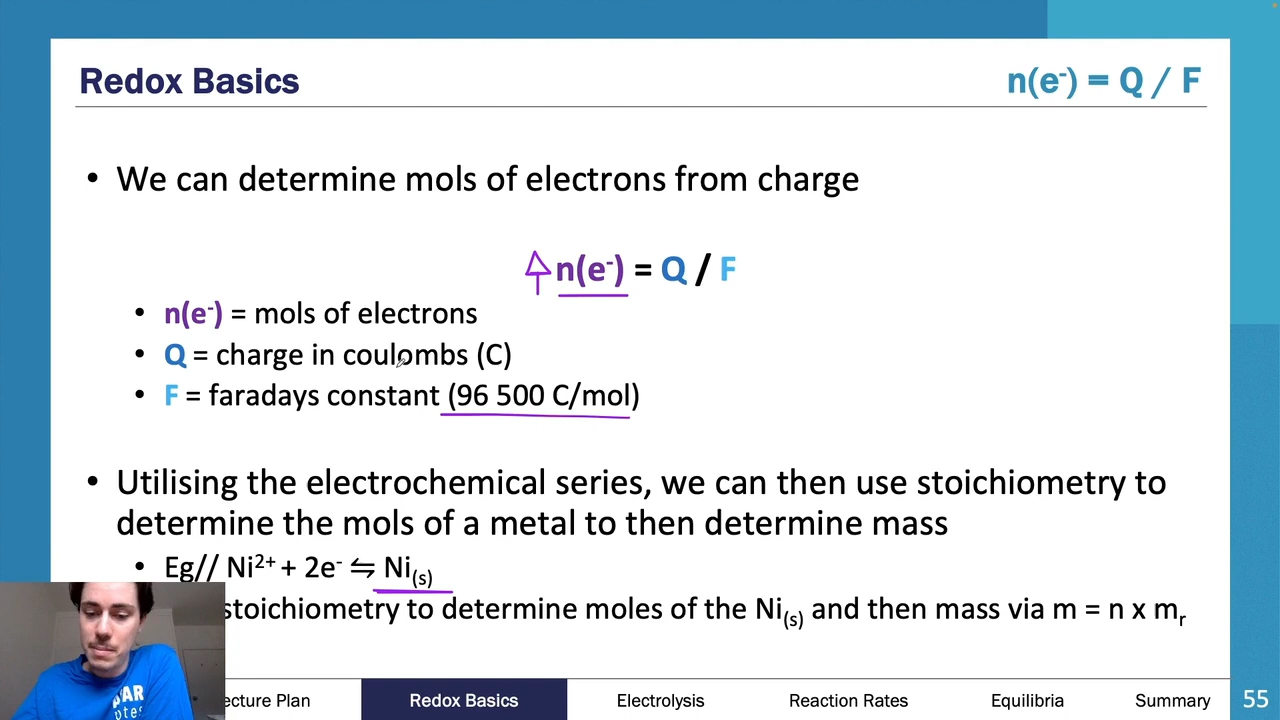 Redox Basics
n(e⁻) = Q / F
• We can determine mols of electrons from charge
n(e⁻) = Q / F
• n(e⁻) = mols of electrons
• Q = charge in coulombs (C)
• F = faradays constant (96 500 C/mol)
• Utilising the electrochemical series, we can then use stoichiometry to
determine the mols of a metal to then determine mass
• Eg// Ni²⁺ + 2e⁻ ⇋ Ni₍ₛ₎
stoichiometry to determine moles of the Ni₍ₛ₎ and then mass via m = n x mᵣ
ecture Plan
Redox Basics
Electrolysis
Reaction Rates
Equilibria
Summary
55